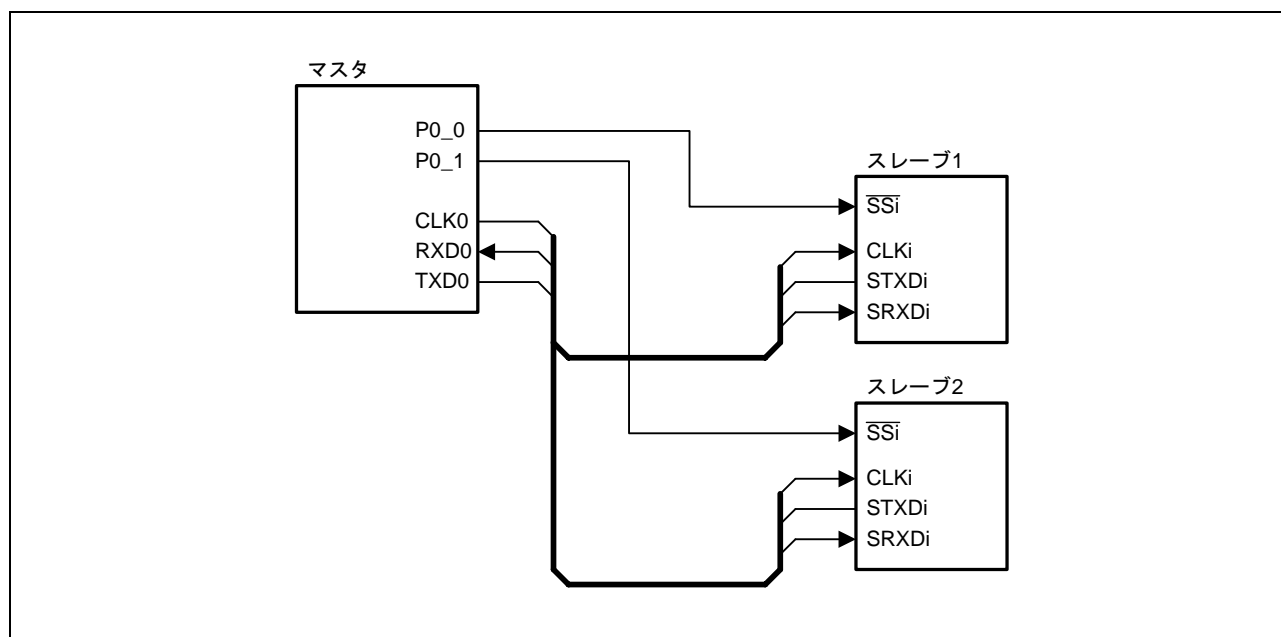 マスタ
P0_0
P0_1
CLK0
RXD0
TXD0
スレーブ1
SSi
CLKi
STXDi
SRXDi
スレーブ2
SSi
CLKi
STXDi
SRXDi